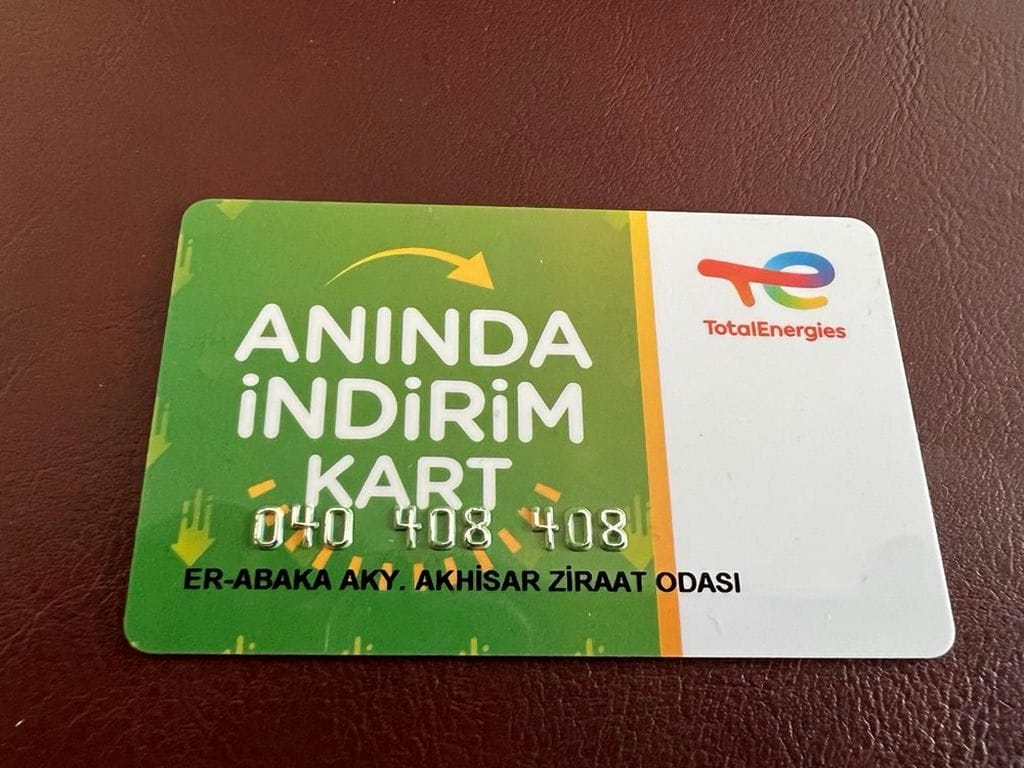 ANINDA
İNDİRİM
KART
TotalEnergies
040 408 408
ER-ABAKA AKY. AKHİSAR ZİRAAT ODASI